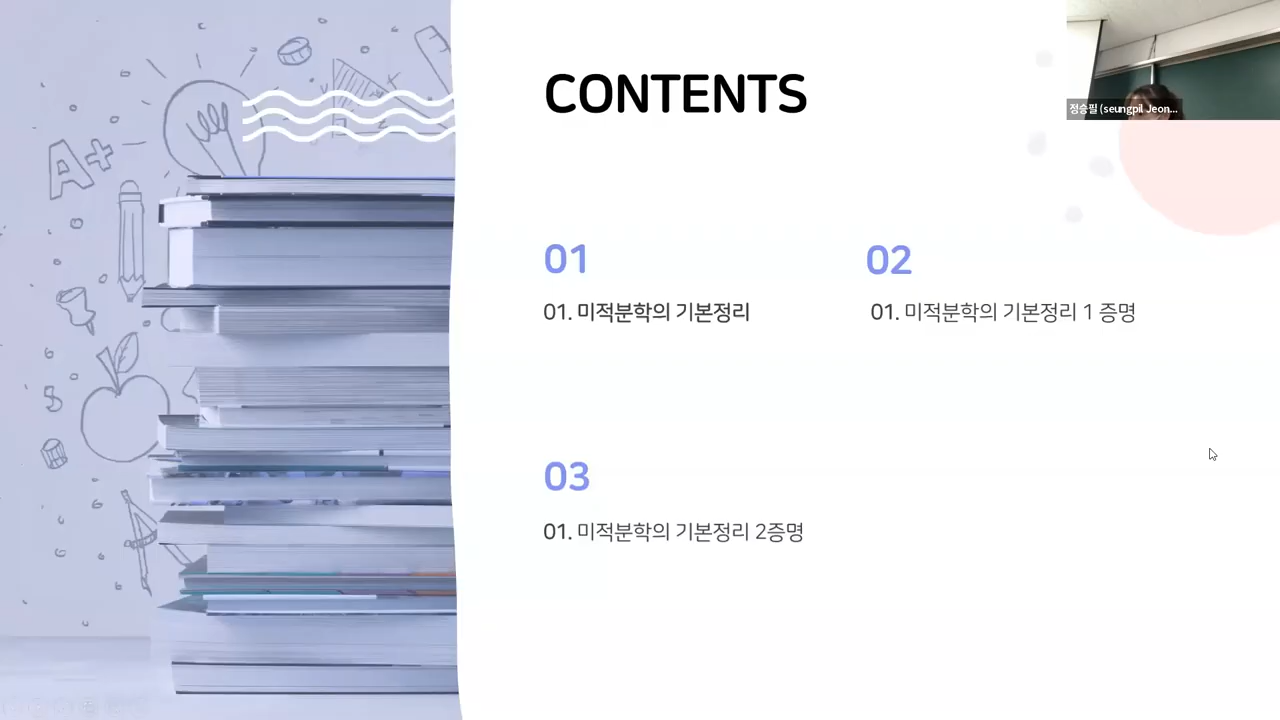 CONTENTS
정승필 (seungpil Jeon...
A+
01
01. 미적분학의 기본정리
02
01. 미적분학의 기본정리 1 증명
03
01. 미적분학의 기본정리 2증명